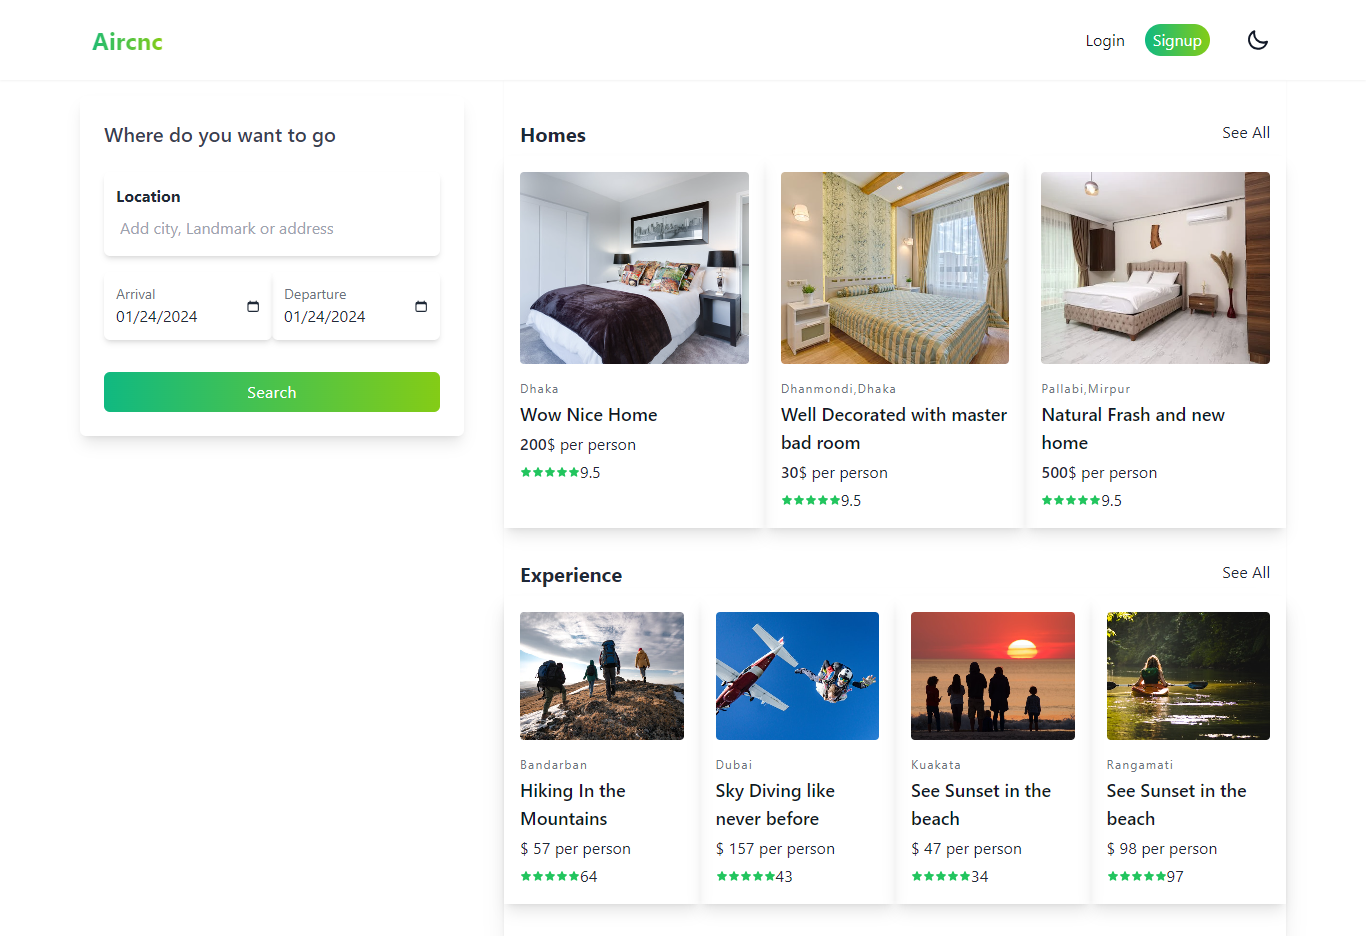 Aircnc
Login
Signup
Where do you want to go
Location
Add city, Landmark or address
Arrival
01/24/2024
Departure
01/24/2024
Search
Homes
See All
Dhaka
Wow Nice Home
200$ per person
9.5
Dhanmondi,Dhaka
Well Decorated with master
bad room
30$ per person
9.5
Pallabi,Mirpur
Natural Frash and new
home
500$ per person
9.5
Experience
See All
Bandarban
Hiking In the
Mountains
$ 57 per person
64
Dubai
Sky Diving like
never before
$ 157 per person
43
Kuakata
See Sunset in the
beach
$ 47 per person
34
Rangamati
See Sunset in the
beach
$ 98 per person
97